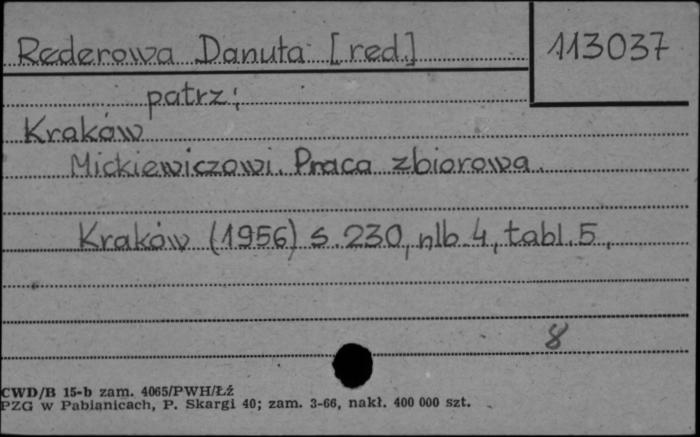 Rederowa Danuta [red.]
113037
patrz:
Kraków
Mickiewiczowi. Praca zbiorowa.
Kraków (1956) s. 230, nlb. 4, tabl. 5,
8
CWD/B 15-b zam. 4065/PWH/Łź
PZG w Pabianicach, P. Skargi 40; zam. 3-66, nakł. 400 000 szt.